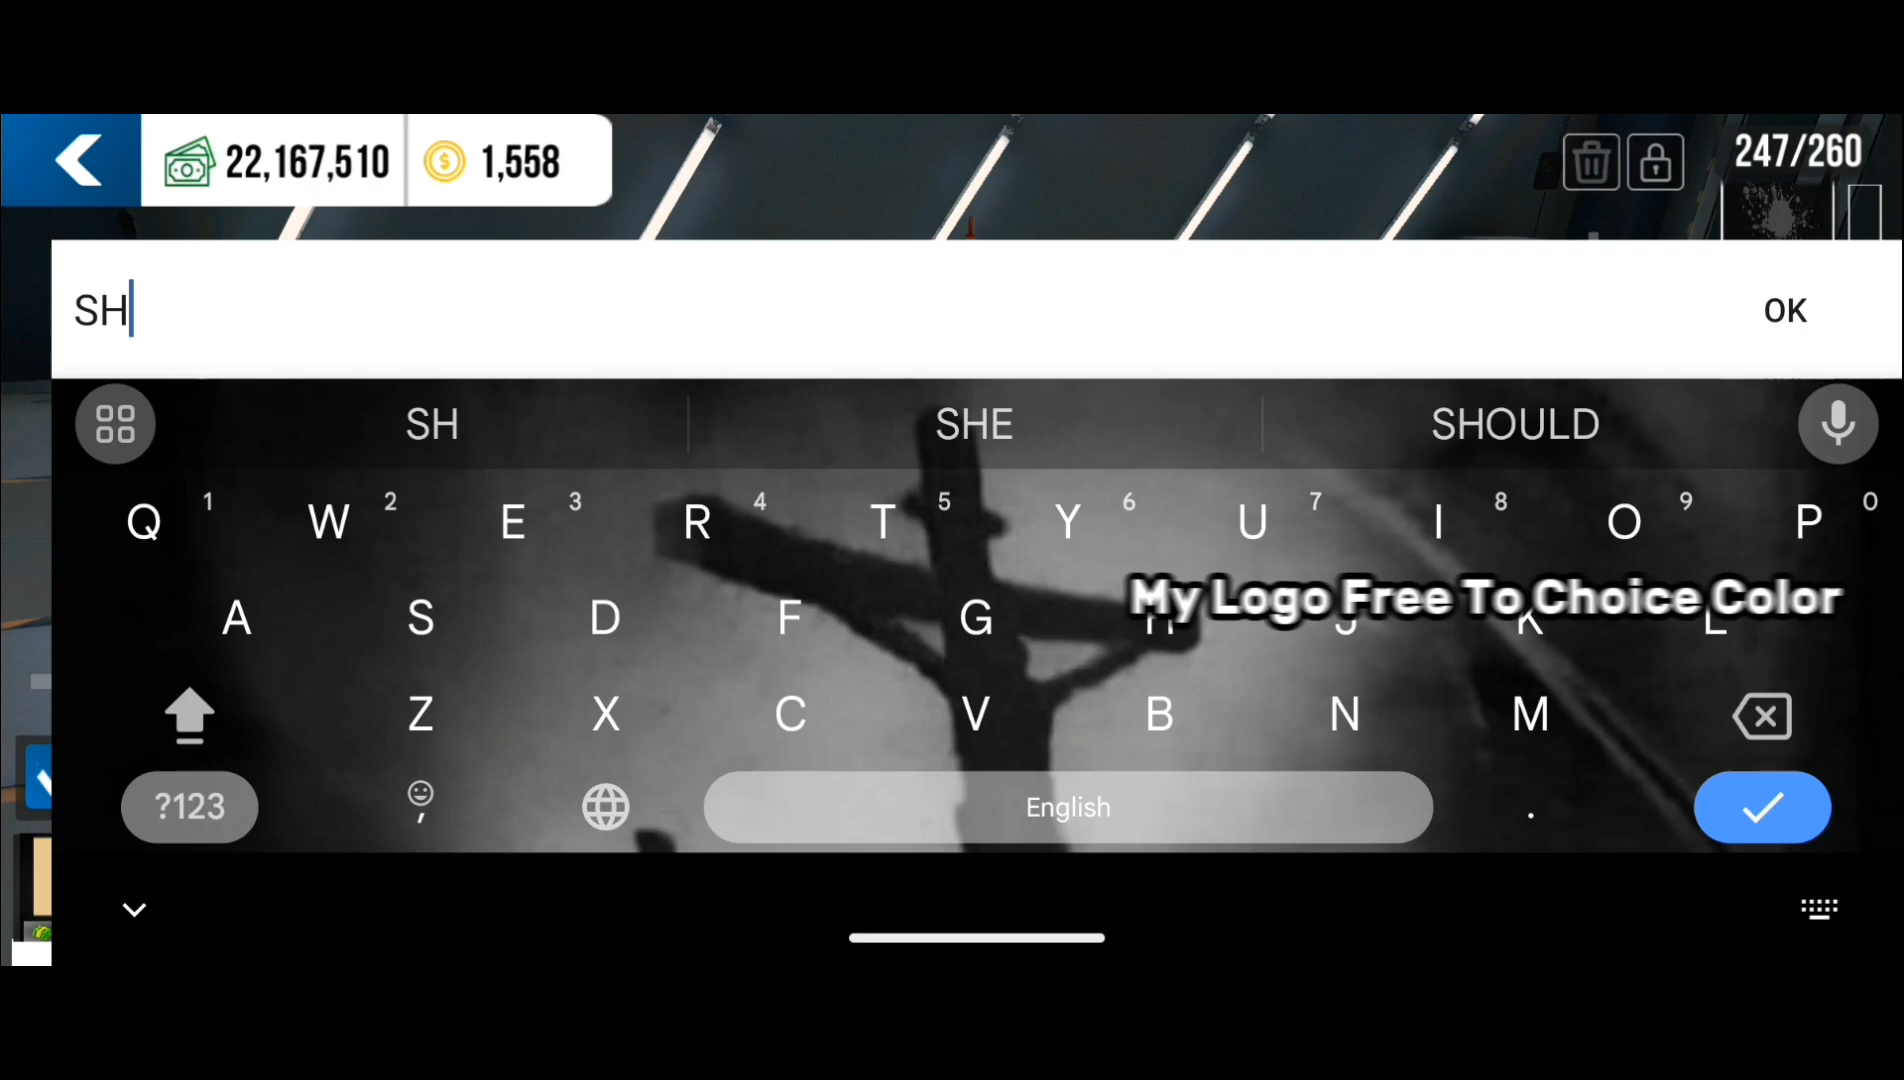 22,167,510 1,558 247/260
SH OK
SH SHE SHOULD
Q 1 W 2 E 3 R 4 T 5 Y 6 U 7 I 8 O 9 P 0
My Logo Free To Choice Color
A S D F G H J K L
Z X C V B N M
?123 , English .